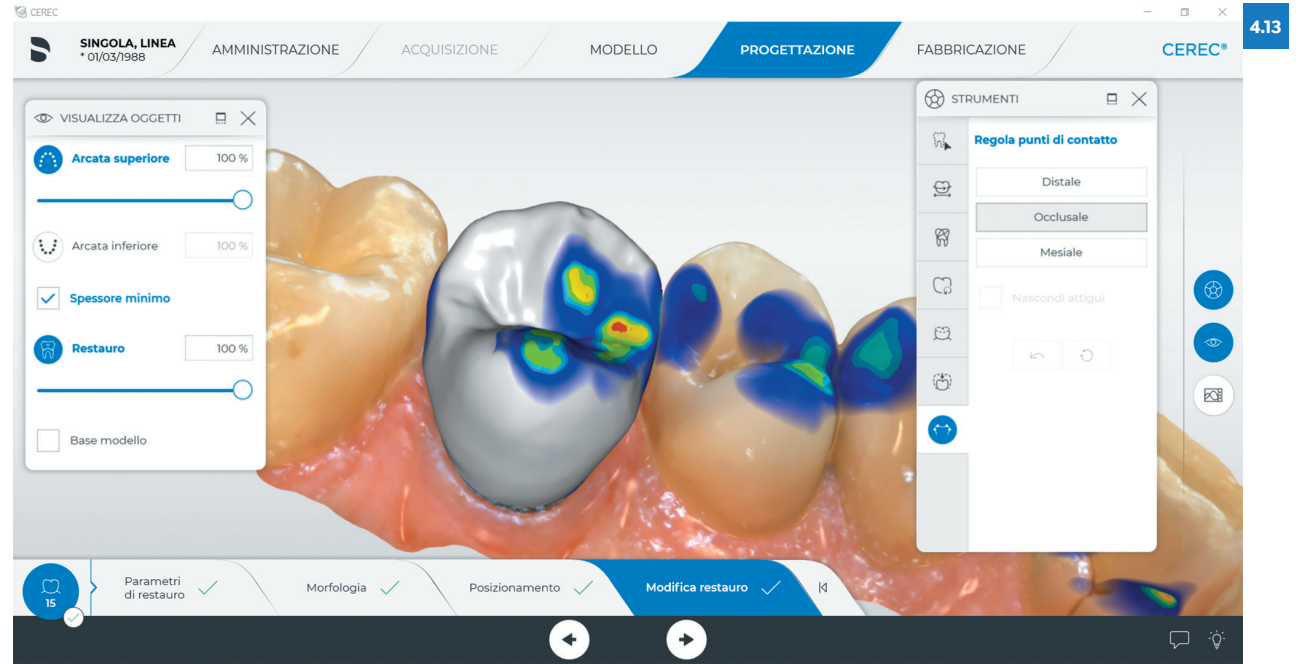 CEREC
4.13
SINGOLA, LINEA
* 01/03/1988
AMMINISTRAZIONE
ACQUISIZIONE
MODELLO
PROGETTAZIONE
FABBRICAZIONE
CEREC®
VISUALIZZA OGGETTI
Arcata superiore
100 %
Arcata inferiore
100 %
Spessore minimo
Restauro
100 %
Base modello
STRUMENTI
Regola punti di contatto
Distale
Occlusale
Mesiale
Nascondi attigui
15
Parametri
di restauro
Morfologia
Posizionamento
Modifica restauro